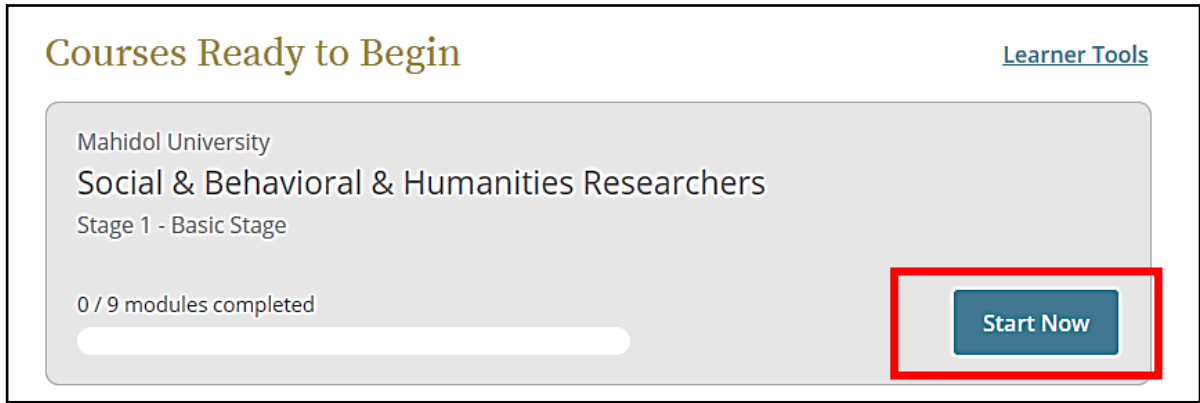 Courses Ready to Begin
Learner Tools
Mahidol University
Social & Behavioral & Humanities Researchers
Stage 1 - Basic Stage
0 / 9 modules completed
Start Now